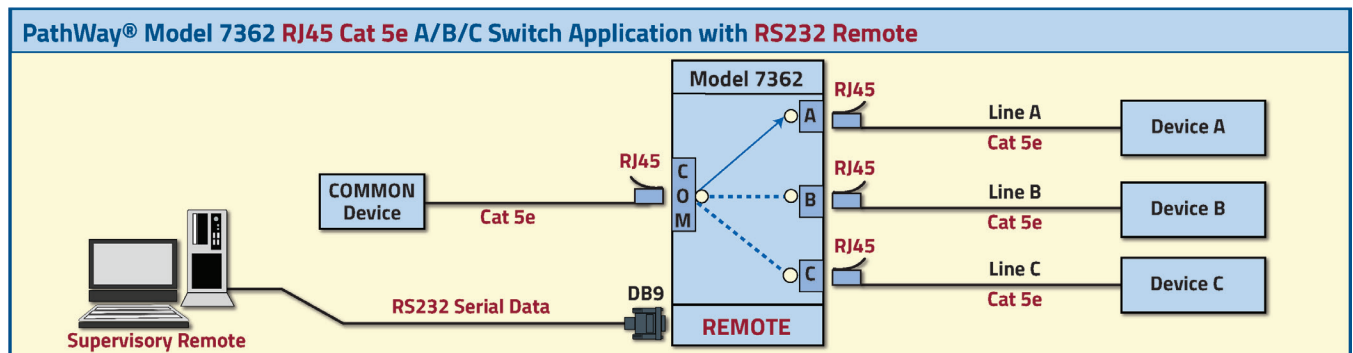 PathWay® Model 7362 RJ45 Cat 5e A/B/C Switch Application with RS232 Remote
Model 7362
RJ45
A
Line A
Cat 5e
Device A
RJ45
COM
COMMON
Device
Cat 5e
RJ45
B
Line B
Cat 5e
Device B
RJ45
C
Line C
Cat 5e
Device C
DB9
RS232 Serial Data
REMOTE
Supervisory Remote